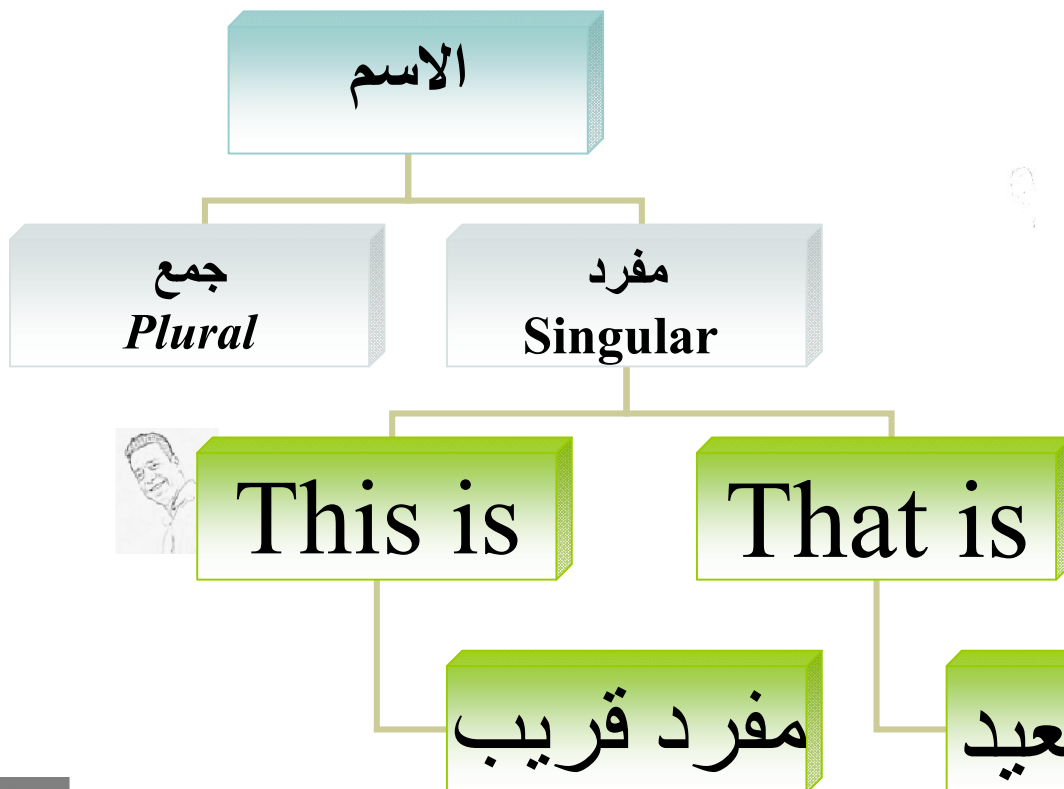 الاسم
جمع
Plural
مفرد
Singular
This is
That is
مفرد قريب